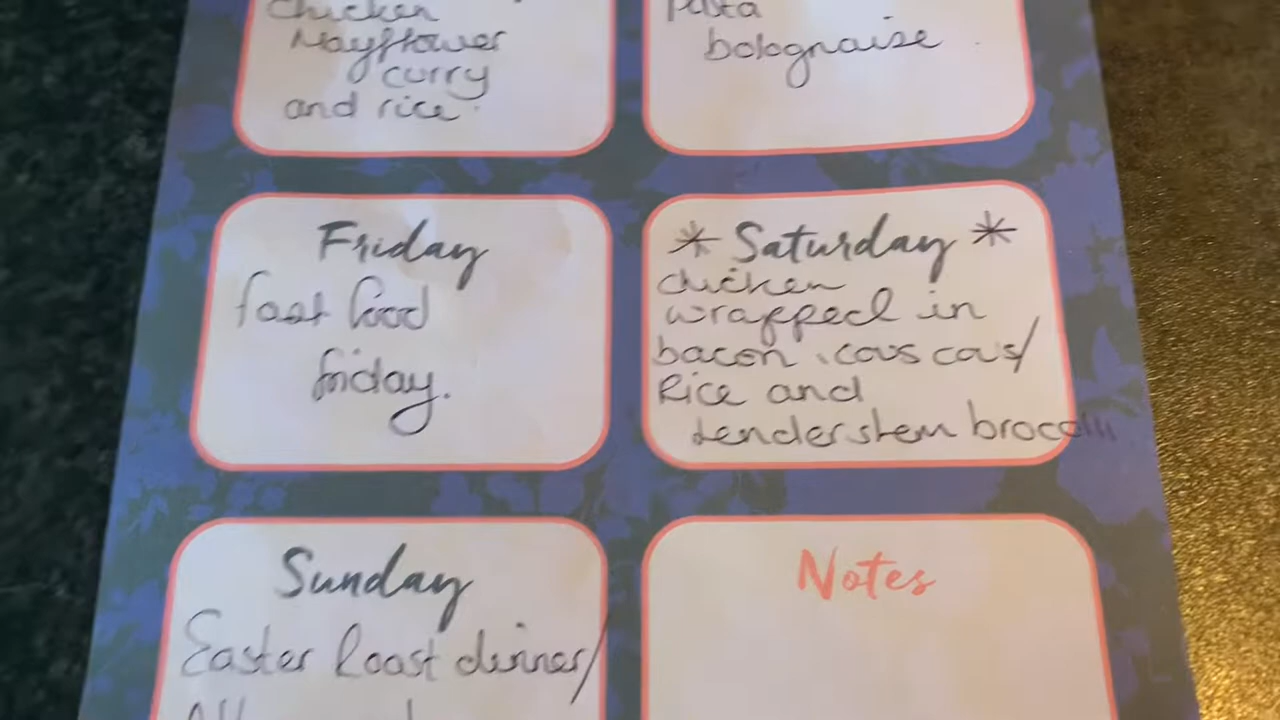 Chicken
Mayflower
curry
and rice.
Pasta
bolognaise
Friday
fast food
friday.
* Saturday *
chicken
wrapped in
bacon, cous cous/
Rice and
tenderstem broccolli
Sunday
Easter Roast dinner/
Notes